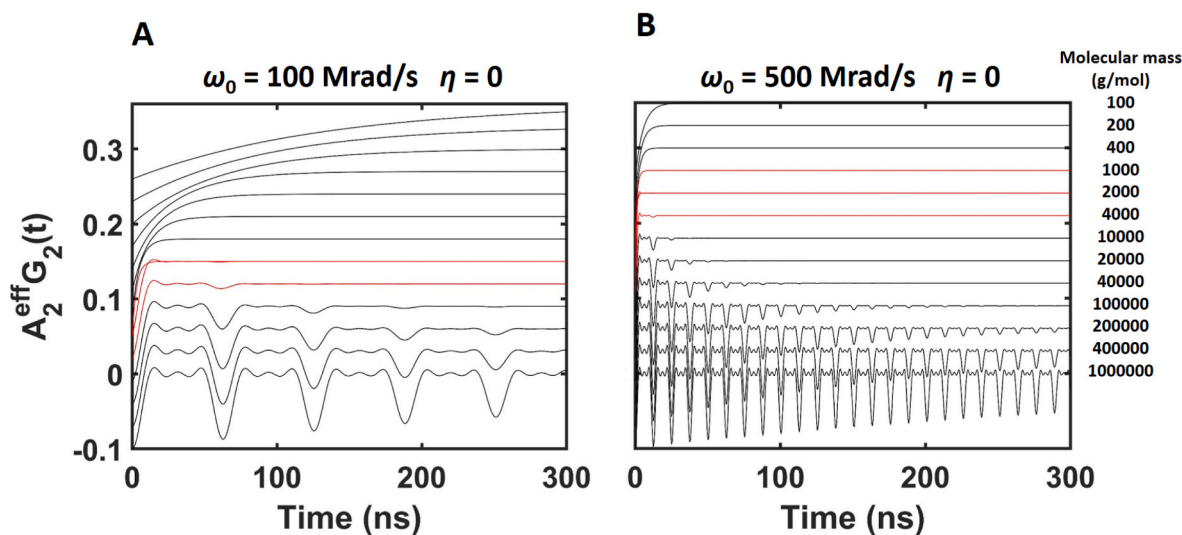 A
B
ω₀ = 100 Mrad/s η = 0
ω₀ = 500 Mrad/s η = 0
Molecular mass
(g/mol)
100
200
400
1000
2000
4000
10000
20000
40000
100000
200000
400000
1000000
A₂ᵉᶠᶠG₂(t)
0.3
0.2
0.1
0
-0.1
0 100 200 300
Time (ns)
0 100 200 300
Time (ns)